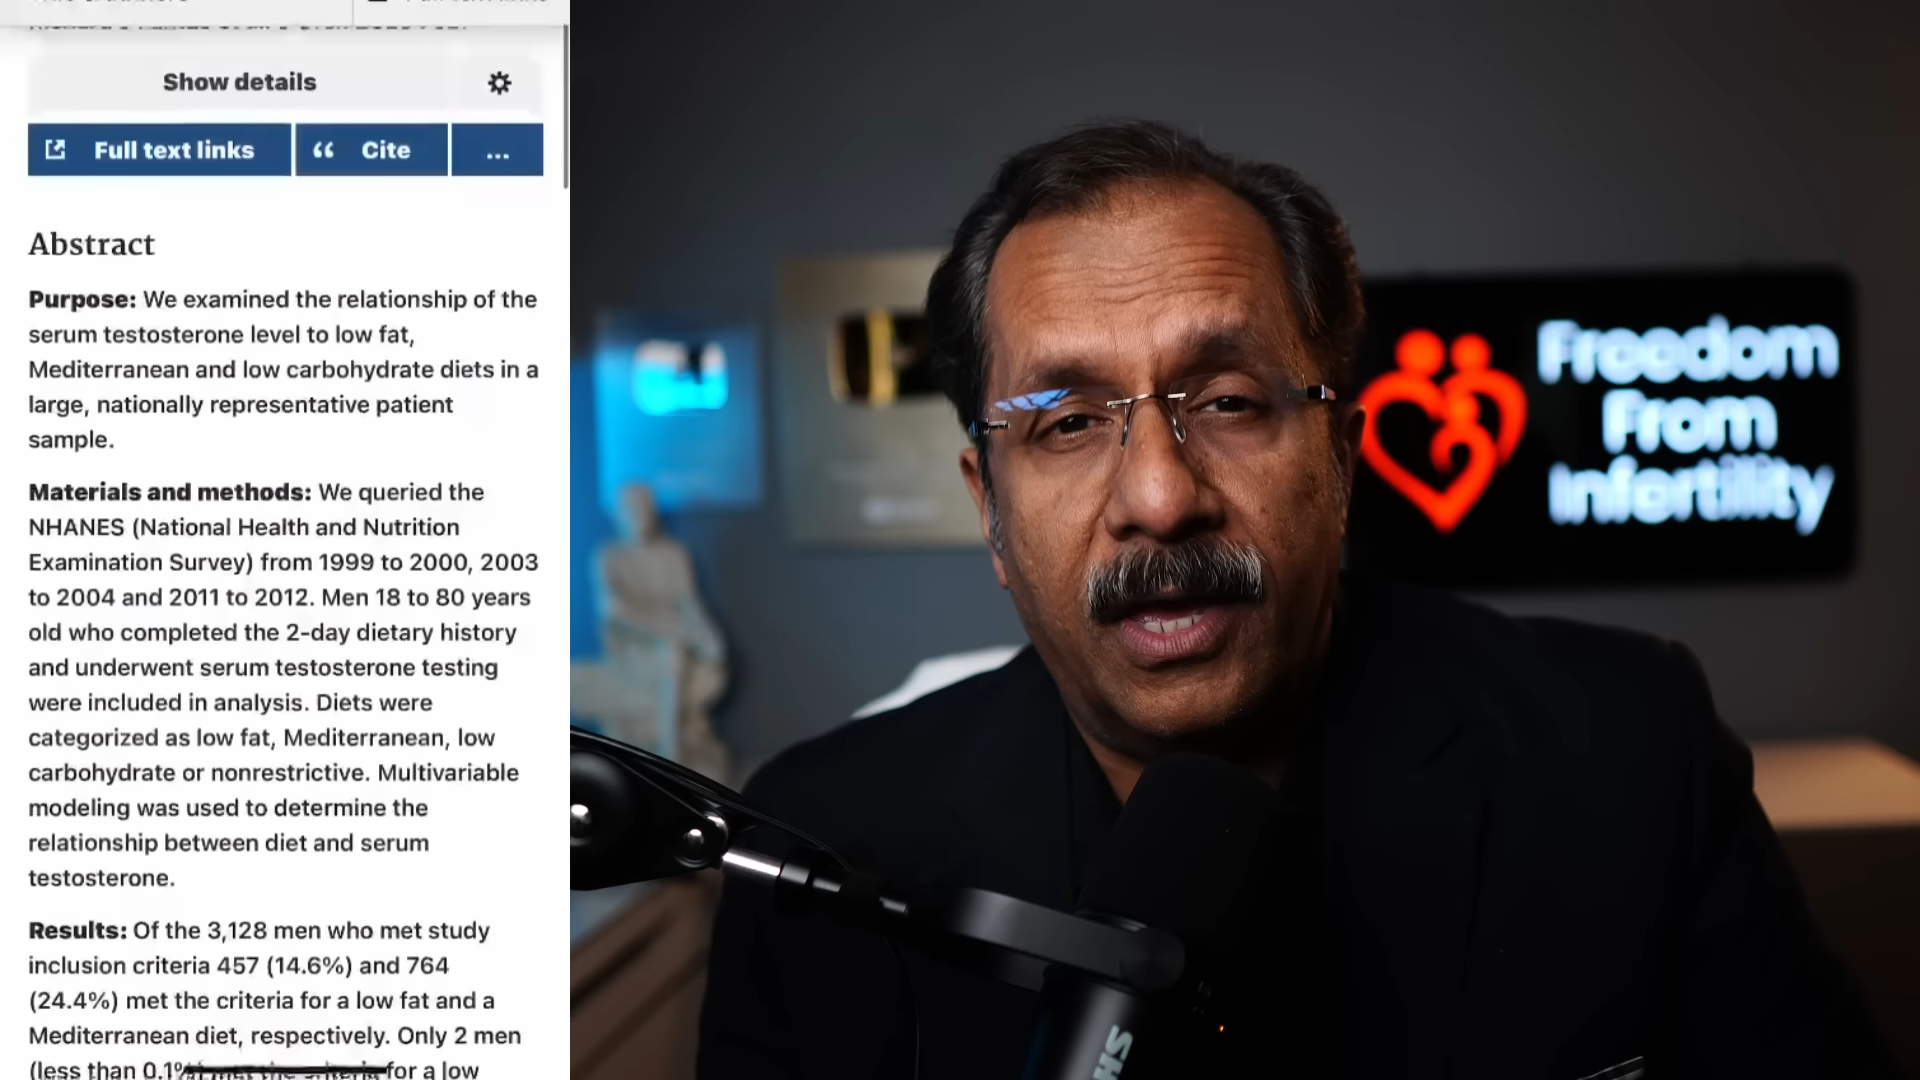 Show details
Full text links
Cite
...
Abstract
Purpose: We examined the relationship of the
serum testosterone level to low fat,
Mediterranean and low carbohydrate diets in a
large, nationally representative patient
sample.
Materials and methods: We queried the
NHANES (National Health and Nutrition
Examination Survey) from 1999 to 2000, 2003
to 2004 and 2011 to 2012. Men 18 to 80 years
old who completed the 2-day dietary history
and underwent serum testosterone testing
were included in analysis. Diets were
categorized as low fat, Mediterranean, low
carbohydrate or nonrestrictive. Multivariable
modeling was used to determine the
relationship between diet and serum
testosterone.
Results: Of the 3,128 men who met study
inclusion criteria 457 (14.6%) and 764
(24.4%) met the criteria for a low fat and a
Mediterranean diet, respectively. Only 2 men
(less than 0.1%) met the criteria for a low
Freedom
From
Infertility